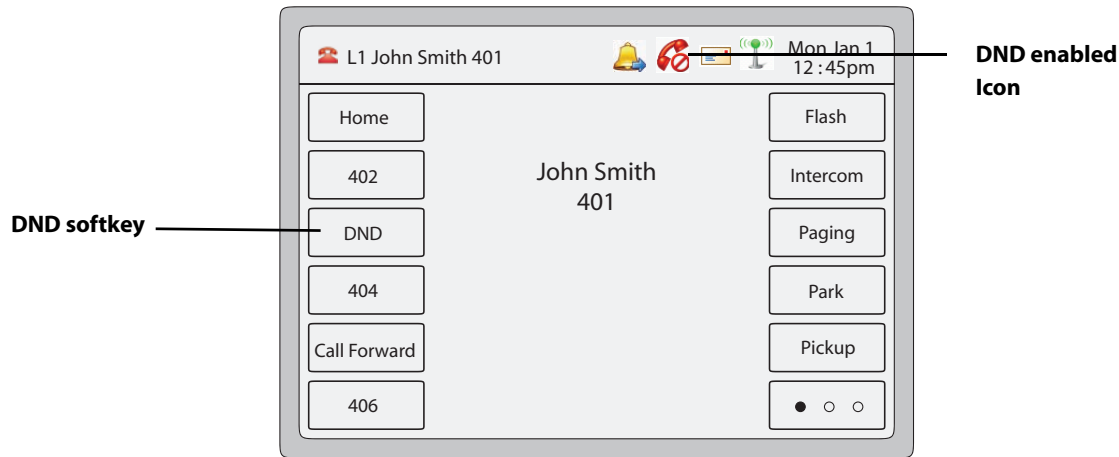 L1 John Smith 401
Mon Jan 1
12 : 45pm
DND enabled
Icon
Home
Flash
402
John Smith
401
Intercom
DND softkey
DND
Paging
404
Park
Call Forward
Pickup
406